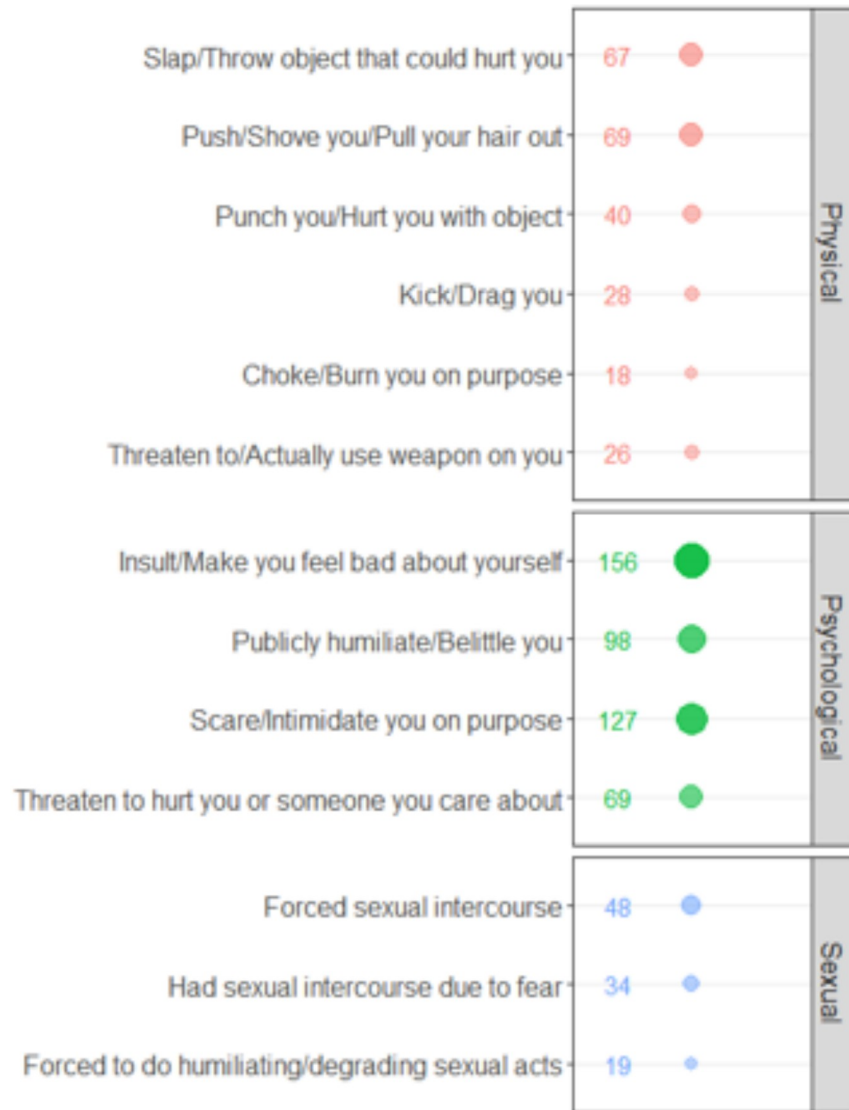 Slap/Throw object that could hurt you 67
Push/Shove you/Pull your hair out 69
Punch you/Hurt you with object 40
Kick/Drag you 28
Choke/Burn you on purpose 18
Threaten to/Actually use weapon on you 26
Physical
Insult/Make you feel bad about yourself 156
Publicly humiliate/Belittle you 98
Scare/Intimidate you on purpose 127
Threaten to hurt you or someone you care about 69
Psychological
Forced sexual intercourse 48
Had sexual intercourse due to fear 34
Forced to do humiliating/degrading sexual acts 19
Sexual